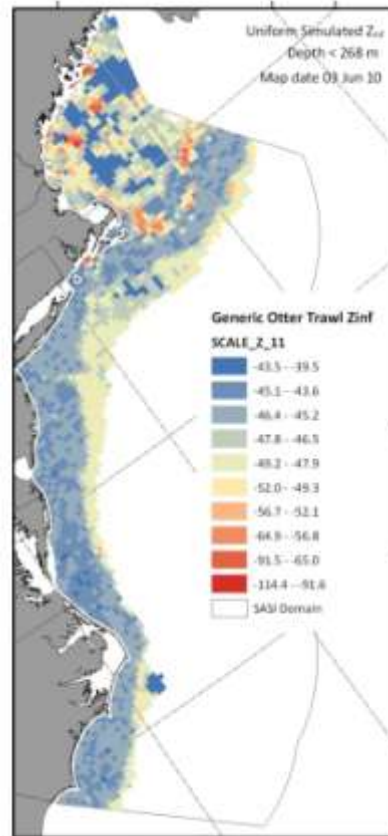 Uniform Simulated Z∞
Depth < 268 m
Map date 03 Jun 10
Generic Otter Trawl Zinf
SCALE_Z_11
-43.5 - -39.5
-45.1 - -43.6
-46.4 - -45.2
-47.8 - -46.5
-49.2 - -47.9
-52.0 - -49.3
-56.7 - -52.1
-64.9 - -56.8
-91.5 - -65.0
-114.4 - -91.6
SASI Domain